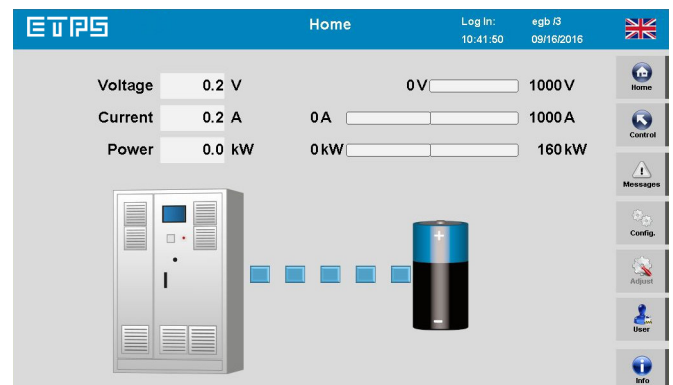 ETPS
Home
Log In: egb /3
10:41:50 09/16/2016
Voltage 0.2 V 0 V 1000 V
Current 0.2 A 0 A 1000 A
Power 0.0 kW 0 kW 160 kW
Home
Control
Messages
Config.
Adjust
User
Info